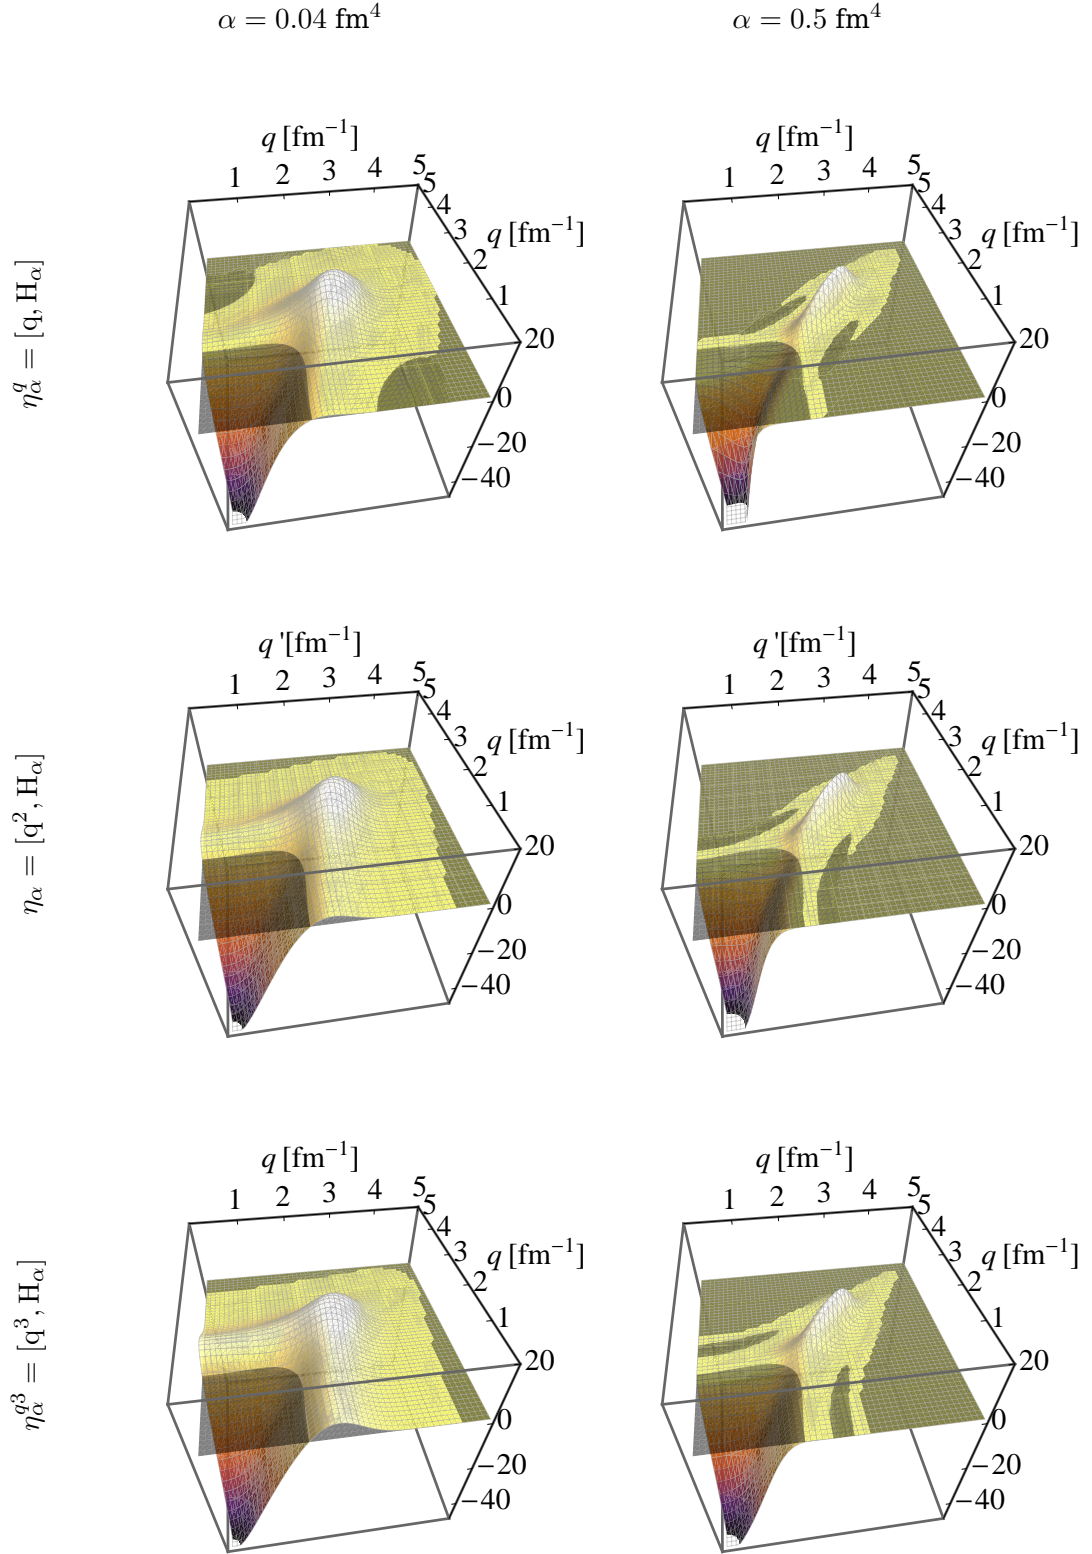 α = 0.04 fm⁴ α = 0.5 fm⁴
η_α^q = [q, H_α]
q [fm⁻¹]
1 2 3 4 5
5 4 3 2 1
q [fm⁻¹]
20 0 −20 −40
q [fm⁻¹]
1 2 3 4 5
5 4 3 2 1
q [fm⁻¹]
20 0 −20 −40
η_α = [q², H_α]
q '[fm⁻¹]
1 2 3 4 5
5 4 3 2 1
q [fm⁻¹]
20 0 −20 −40
q '[fm⁻¹]
1 2 3 4 5
5 4 3 2 1
q [fm⁻¹]
20 0 −20 −40
η_α^{q3} = [q³, H_α]
q [fm⁻¹]
1 2 3 4 5
5 4 3 2 1
q [fm⁻¹]
20 0 −20 −40
q [fm⁻¹]
1 2 3 4 5
5 4 3 2 1
q [fm⁻¹]
20 0 −20 −40